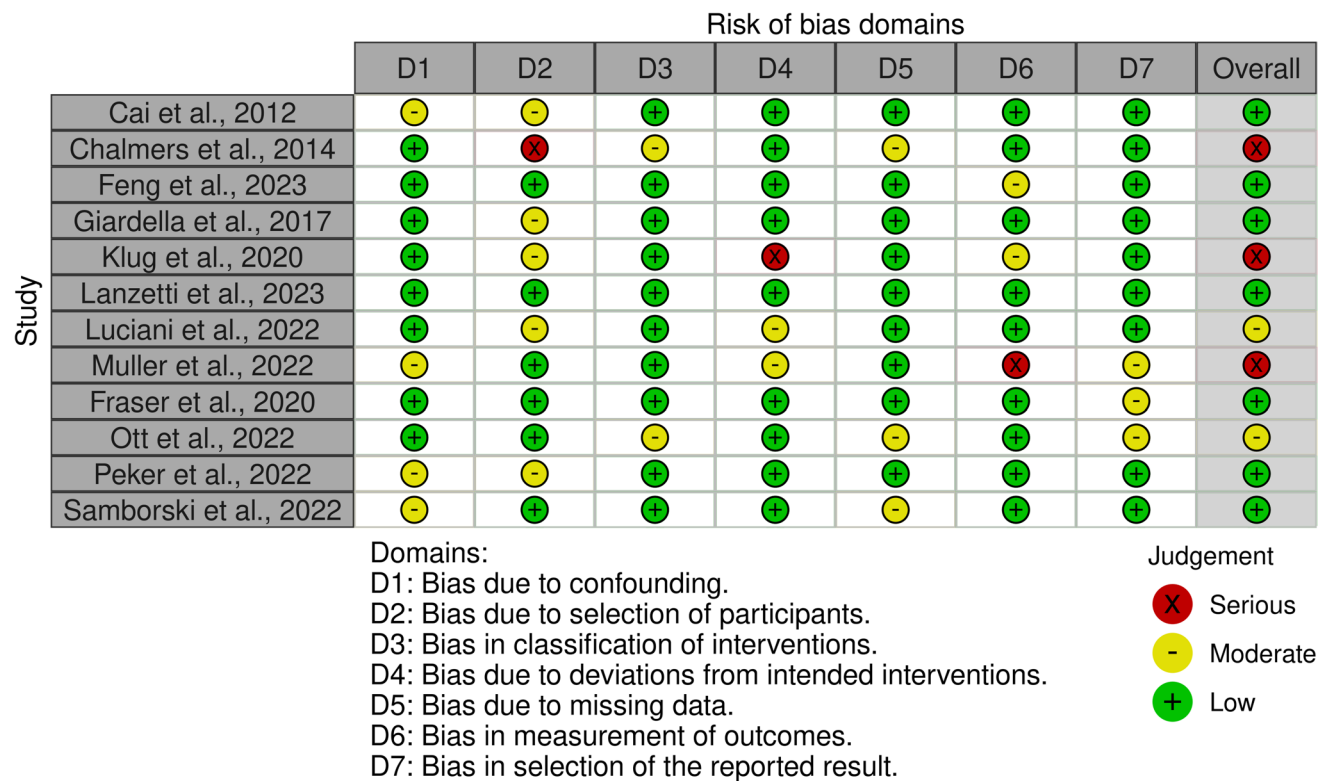 Risk of bias domains
D1 D2 D3 D4 D5 D6 D7 Overall
Study
Cai et al., 2012 - - + + + + + +
Chalmers et al., 2014 + X - + - + + X
Feng et al., 2023 + + + + + - + +
Giardella et al., 2017 + - + + + + + +
Klug et al., 2020 + - + X + - + X
Lanzetti et al., 2023 + + + + + + + +
Luciani et al., 2022 + - + - + + + -
Muller et al., 2022 - + + - + X - X
Fraser et al., 2020 + + + + + + - +
Ott et al., 2022 + + - + - + - -
Peker et al., 2022 - - + + + + + +
Samborski et al., 2022 - + + + - + + +
Domains:
D1: Bias due to confounding.
D2: Bias due to selection of participants.
D3: Bias in classification of interventions.
D4: Bias due to deviations from intended interventions.
D5: Bias due to missing data.
D6: Bias in measurement of outcomes.
D7: Bias in selection of the reported result.
Judgement
X Serious
- Moderate
+ Low